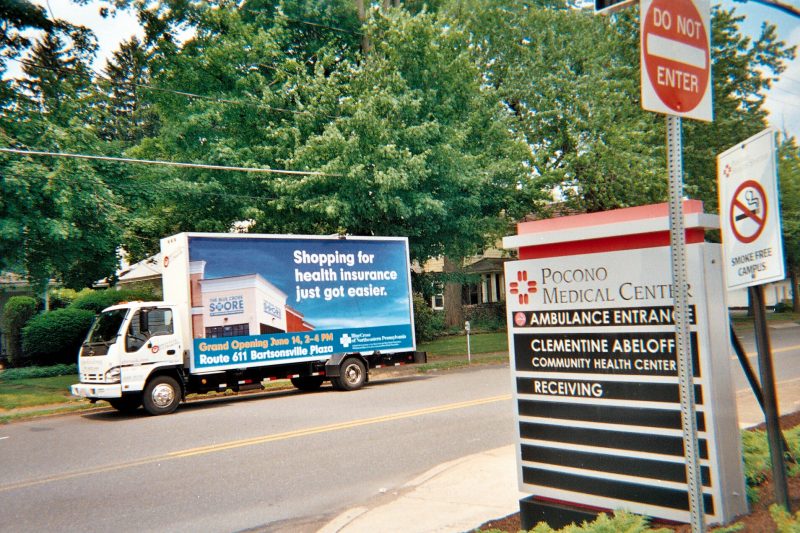 DO NOT
ENTER
SMOKE FREE
CAMPUS
POCONO
MEDICAL CENTER
AMBULANCE ENTRANCE
CLEMENTINE ABELOFF
COMMUNITY HEALTH CENTER
RECEIVING
Shopping for
health insurance
just got easier.
THE BLUE CROSS
STORE
Grand Opening June 14, 2-4 PM
Route 611 Bartsonsville Plaza
BlueCross
of Northeastern Pennsylvania